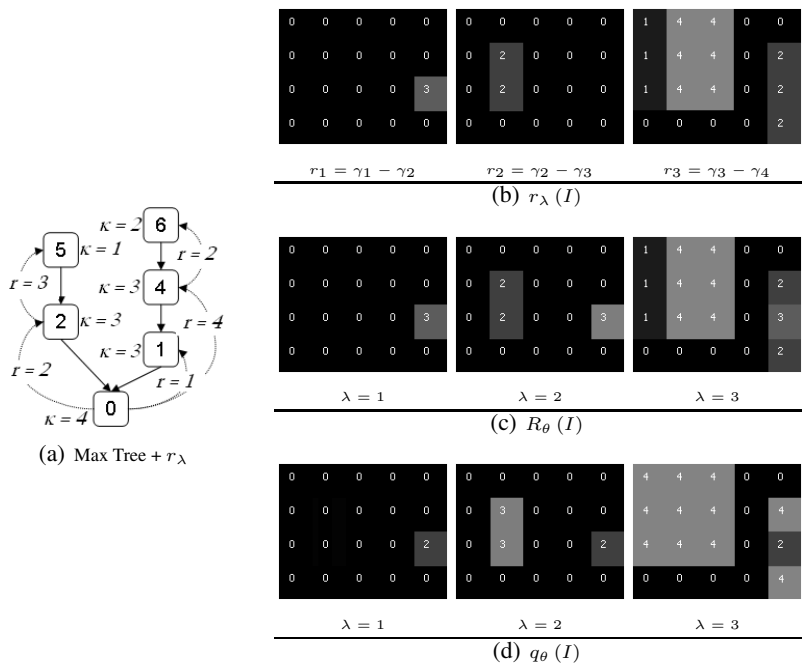 0 0 0 0 0
0 0 0 0 0
0 0 0 0 3
0 0 0 0 0
0 0 0 0 0
0 2 0 0 0
0 2 0 0 0
0 0 0 0 0
1 4 4 0 0
1 4 4 0 2
1 4 4 0 2
0 0 0 0 2
r1 = γ1 − γ2
r2 = γ2 − γ3
r3 = γ3 − γ4
(b) rλ (I)
κ = 2
6
5
κ = 1
r = 2
r = 3
κ = 3
4
2
κ = 3
r = 4
κ = 3
1
r = 2
r = 1
κ = 4
0
(a) Max Tree + rλ
0 0 0 0 0
0 0 0 0 0
0 0 0 0 3
0 0 0 0 0
0 0 0 0 0
0 2 0 0 0
0 2 0 0 3
0 0 0 0 0
1 4 4 0 0
1 4 4 0 2
1 4 4 0 3
0 0 0 0 2
λ = 1
λ = 2
λ = 3
(c) Rθ (I)
0 0 0 0 0
0 0 0 0 0
0 0 0 0 2
0 0 0 0 0
0 0 0 0 0
0 3 0 0 0
0 3 0 0 2
0 0 0 0 0
4 4 4 0 0
4 4 4 0 4
4 4 4 0 2
0 0 0 0 4
λ = 1
λ = 2
λ = 3
(d) qθ (I)